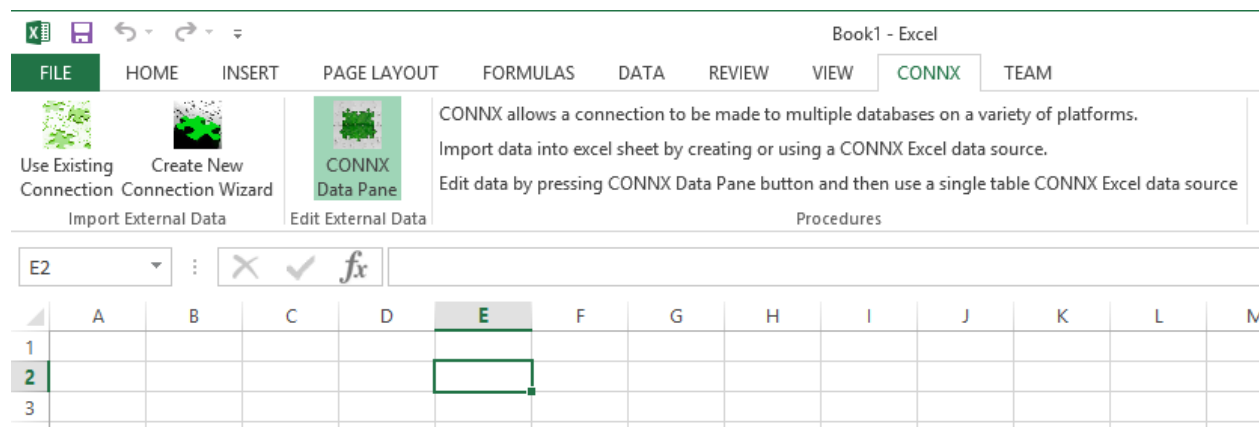 Book1 - Excel
FILE HOME INSERT PAGE LAYOUT FORMULAS DATA REVIEW VIEW CONNX TEAM
Use Existing
Connection
Create New
Connection Wizard
Import External Data
CONNX
Data Pane
Edit External Data
CONNX allows a connection to be made to multiple databases on a variety of platforms.
Import data into excel sheet by creating or using a CONNX Excel data source.
Edit data by pressing CONNX Data Pane button and then use a single table CONNX Excel data source
Procedures
E2 fx
A B C D E F G H I J K L
1
2
3